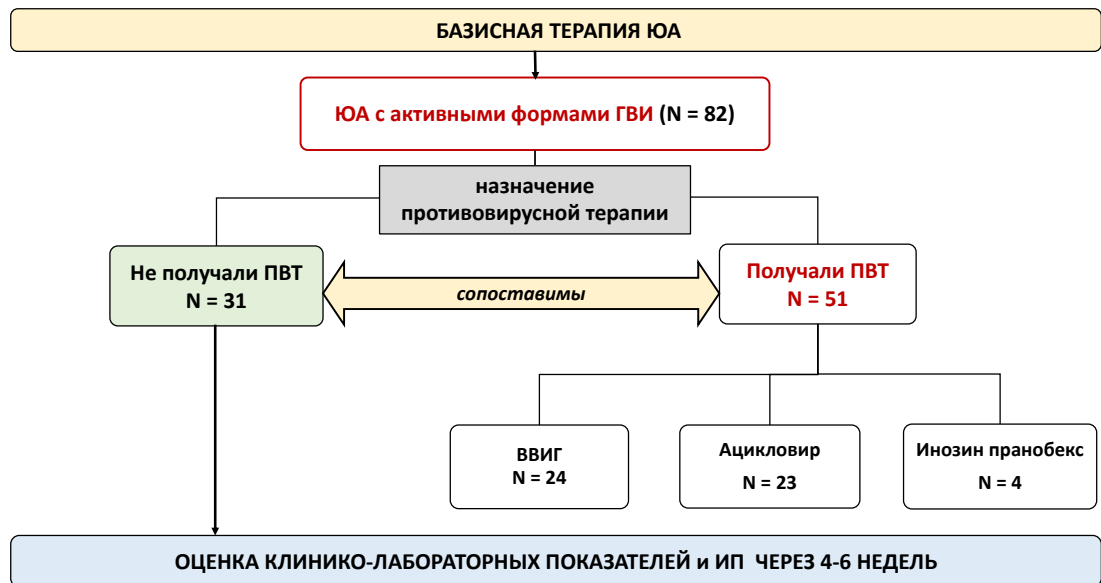 БАЗИСНАЯ ТЕРАПИЯ ЮА
ЮА с активными формами ГВИ (N = 82)
назначение
противовирусной терапии
Не получали ПВТ
N = 31
сопоставимы
Получали ПВТ
N = 51
ВВИГ
N = 24
Ацикловир
N = 23
Инозин пранобекс
N = 4
ОЦЕНКА КЛИНИКО-ЛАБОРАТОРНЫХ ПОКАЗАТЕЛЕЙ и ИП ЧЕРЕЗ 4-6 НЕДЕЛЬ